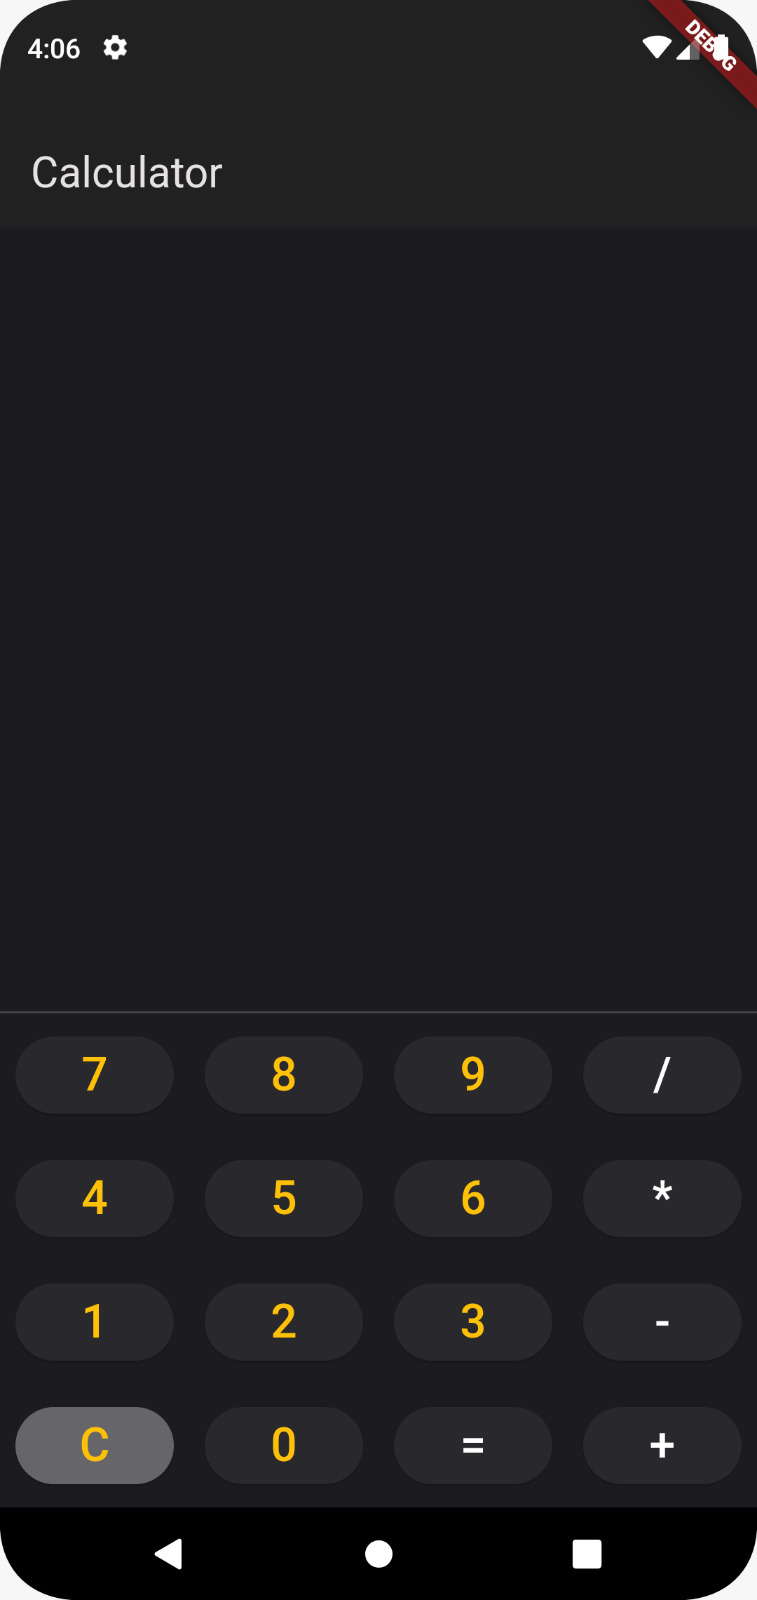 4:06
DEBUG
Calculator
7 8 9 /
4 5 6 *
1 2 3 -
C 0 = +